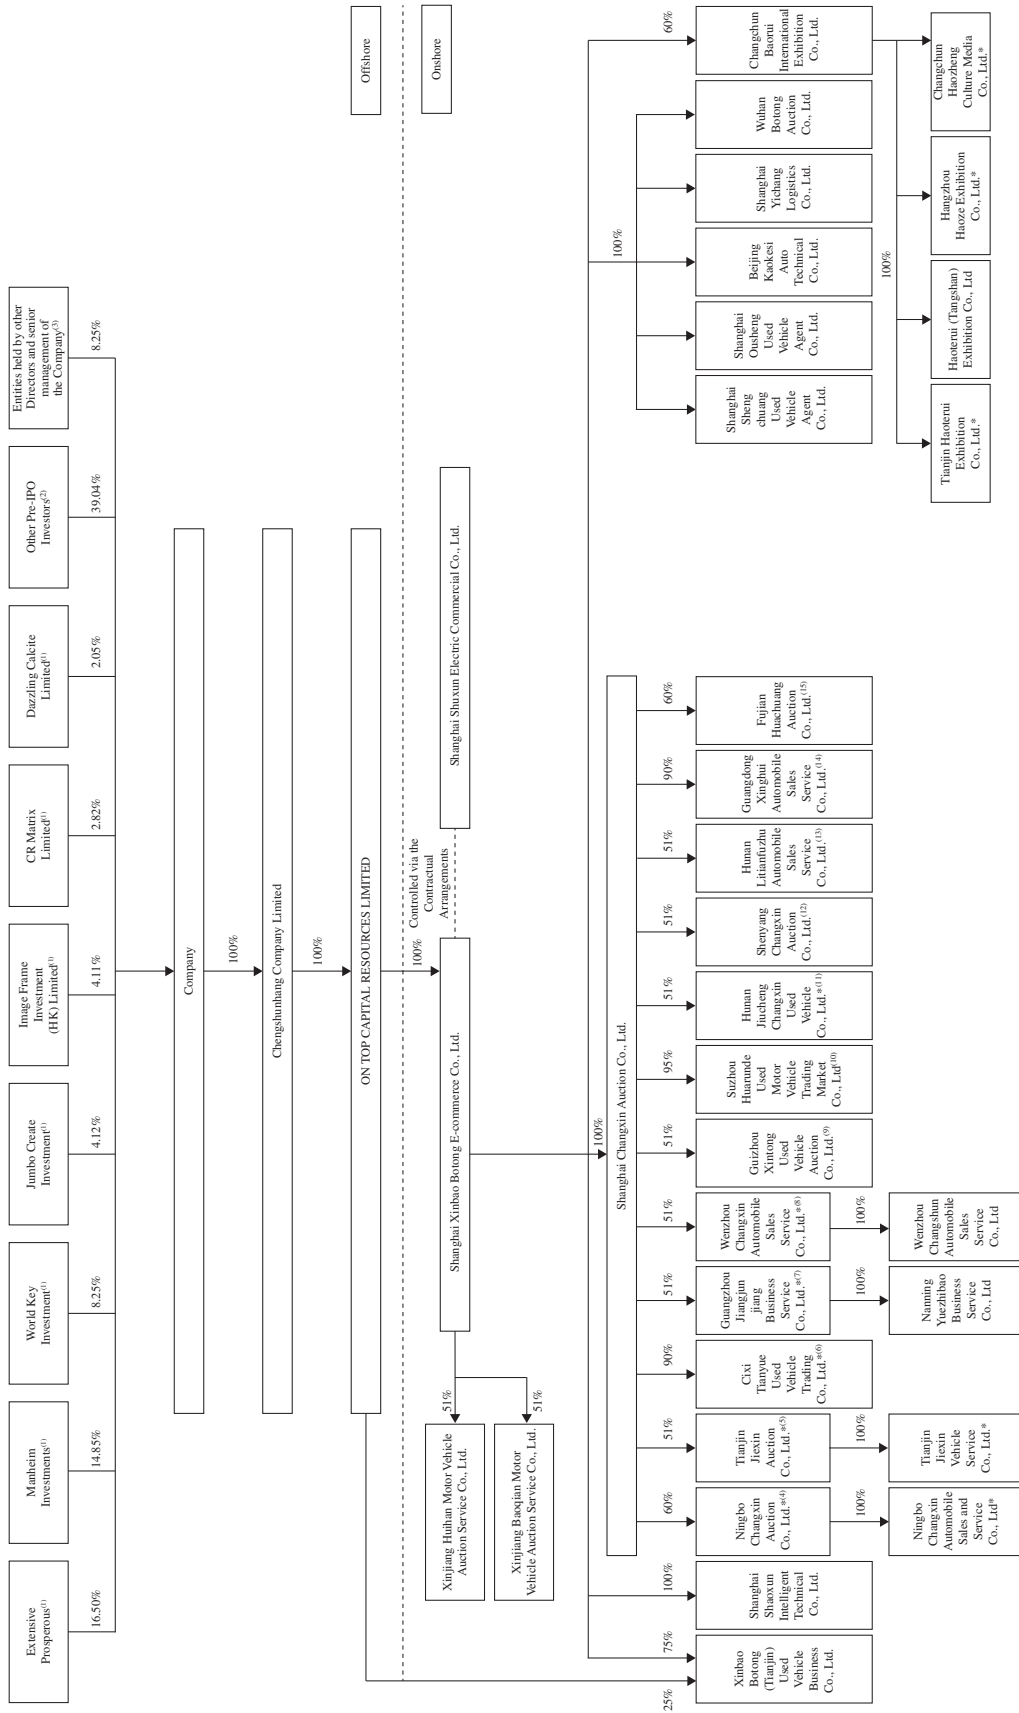 Extensive
Prosperous(1)
Manheim
Investments(1)
World Key
Investment(1)
Jumbo Create
Investment(1)
Image Frame
Investment
(HK) Limited(1)
CR Matrix
Limited(1)
Dazzling Calcite
Limited(1)
Other Pre-IPO
Investors(2)
Entities held by other
Directors and senior
management of
the Company(3)
16.50%
14.85%
8.25%
4.12%
4.11%
2.82%
2.05%
39.04%
8.25%
Company
100%
Chengshunhang Company Limited
100%
ON TOP CAPITAL RESOURCES LIMITED
Offshore
Onshore
100%
Controlled via the
Contractual
Arrangements
Shanghai Xinbao Botong E-commerce Co., Ltd.
Shanghai Shuxun Electric Commercial Co., Ltd.
51%
51%
Xinjiang Huihan Motor Vehicle
Auction Service Co., Ltd.
Xinjiang Baoqian Motor
Vehicle Auction Service Co., Ltd.
100%
Shanghai Changxin Auction Co., Ltd.
100%
25%
75%
100%
60%
51%
90%
51%
51%
51%
95%
51%
51%
51%
90%
60%
60%
Xinbao
Botong
(Tianjin)
Used
Vehicle
Business
Co., Ltd.
Shanghai
Shaoxun
Intelligent
Technical
Co., Ltd.
Ningbo
Changxin
Auction
Co., Ltd.*(4)
Tianjin
Jiexin
Auction
Co., Ltd.*(5)
Cixi
Tianyue
Used
Vehicle
Trading
Co., Ltd.*(6)
Guangzhou
Jiangjun
jiang
Business
Service
Co., Ltd.*(7)
Wenzhou
Changxin
Automobile
Sales
Service
Co., Ltd.*(8)
Guizhou
Xintong
Used
Vehicle
Auction
Co., Ltd.(9)
Suzhou
Huarunde
Used
Motor
Vehicle
Trading
Market
Co., Ltd(10)
Hunan
Jiucheng
Changxin
Used
Vehicle
Co., Ltd.*(11)
Shenyang
Changxin
Auction
Co., Ltd.(12)
Hunan
Litianfuzhu
Automobile
Sales
Service
Co., Ltd.(13)
Guangdong
Xinghui
Automobile
Sales
Service
Co., Ltd.(14)
Fujian
Huachuang
Auction
Co., Ltd.(15)
Shanghai
Sheng
chuang
Used
Vehicle
Agent
Co., Ltd.
Shanghai
Ousheng
Used
Vehicle
Agent
Co., Ltd.
Beijing
Kaokesi
Auto
Technical
Co., Ltd.
Shanghai
Yichang
Logistics
Co., Ltd.
Wuhan
Botong
Auction
Co., Ltd.
Changchun
Baorui
International
Exhibition
Co., Ltd.
100%
100%
100%
100%
100%
Ningbo
Changxin
Automobile
Sales and
Service
Co., Ltd*
Tianjin
Jiexin
Vehicle
Service
Co., Ltd.*
Nanning
Yuezhibao
Business
Service
Co., Ltd
Wenzhou
Changshun
Automobile
Sales
Service
Co., Ltd
Tianjin Haoterui
Exhibition
Co., Ltd.*
Haoterui (Tangshan)
Exhibition Co., Ltd
Hangzhou
Haoze Exhibition
Co., Ltd.*
Changchun
Haozheng
Culture Media
Co., Ltd.*